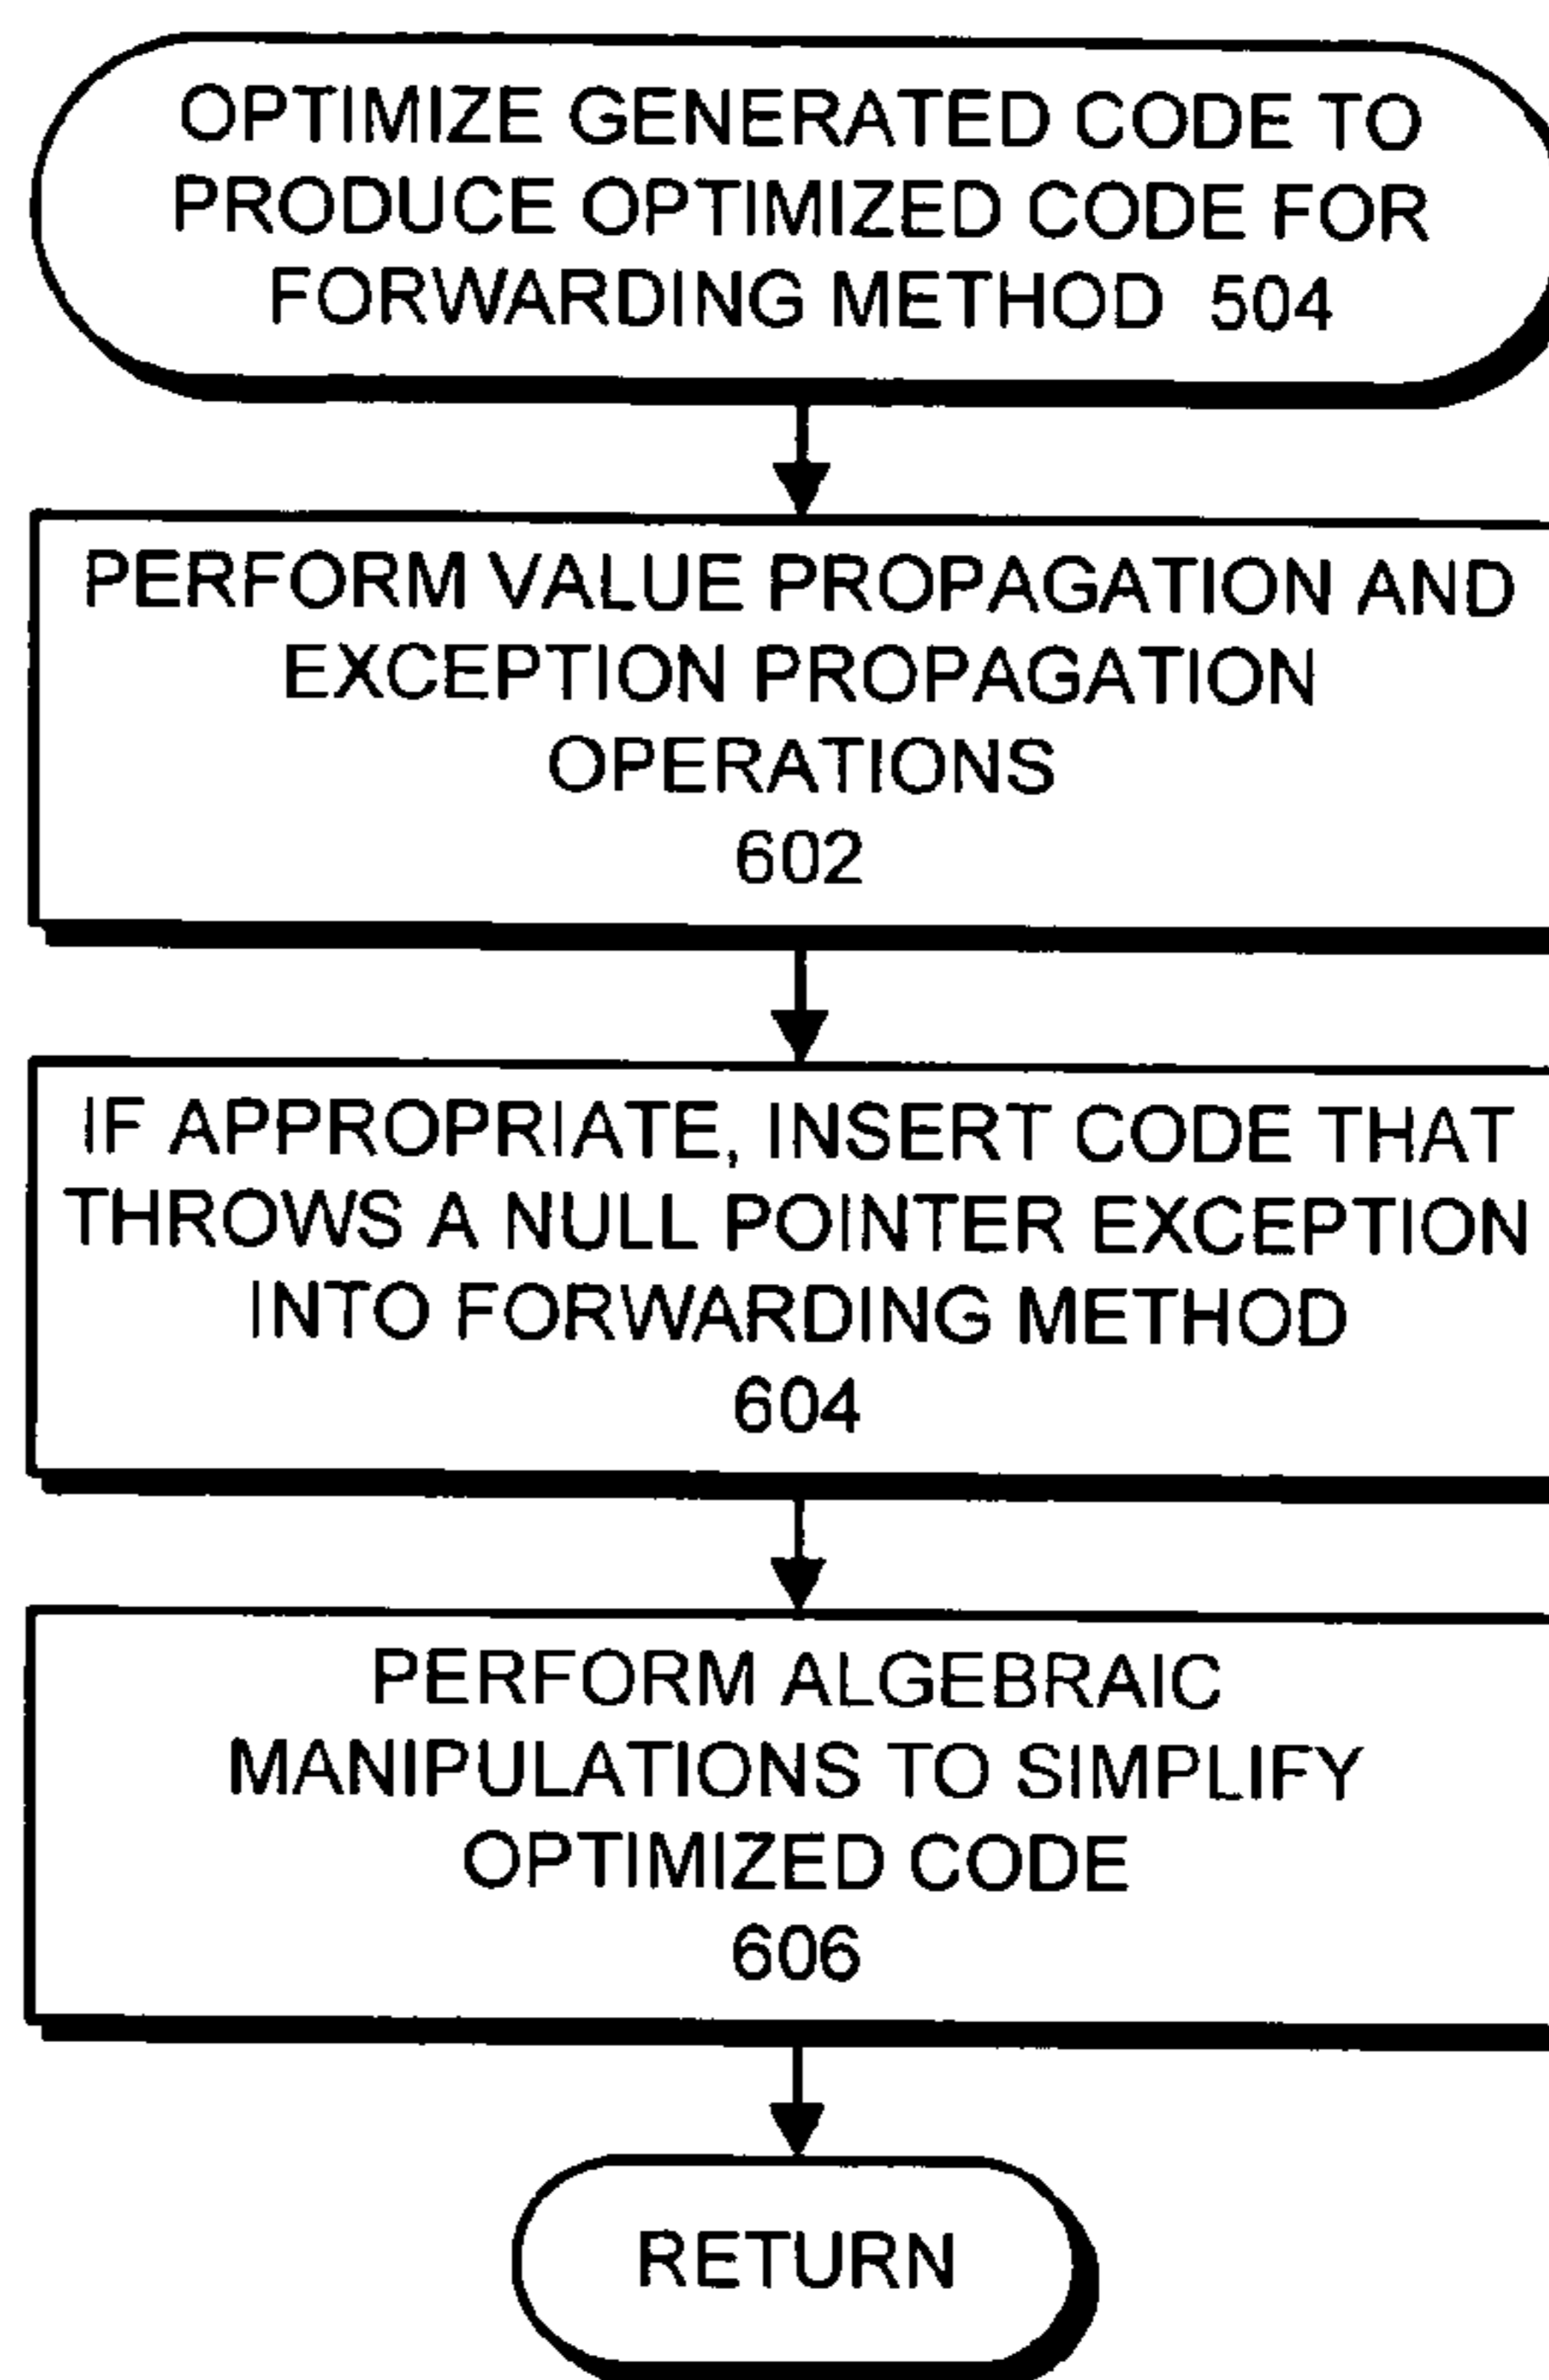 OPTIMIZE GENERATED CODE TO
PRODUCE OPTIMIZED CODE FOR
FORWARDING METHOD 504
PERFORM VALUE PROPAGATION AND
EXCEPTION PROPAGATION
OPERATIONS
602
IF APPROPRIATE, INSERT CODE THAT
THROWS A NULL POINTER EXCEPTION
INTO FORWARDING METHOD
604
PERFORM ALGEBRAIC
MANIPULATIONS TO SIMPLIFY
OPTIMIZED CODE
606
RETURN